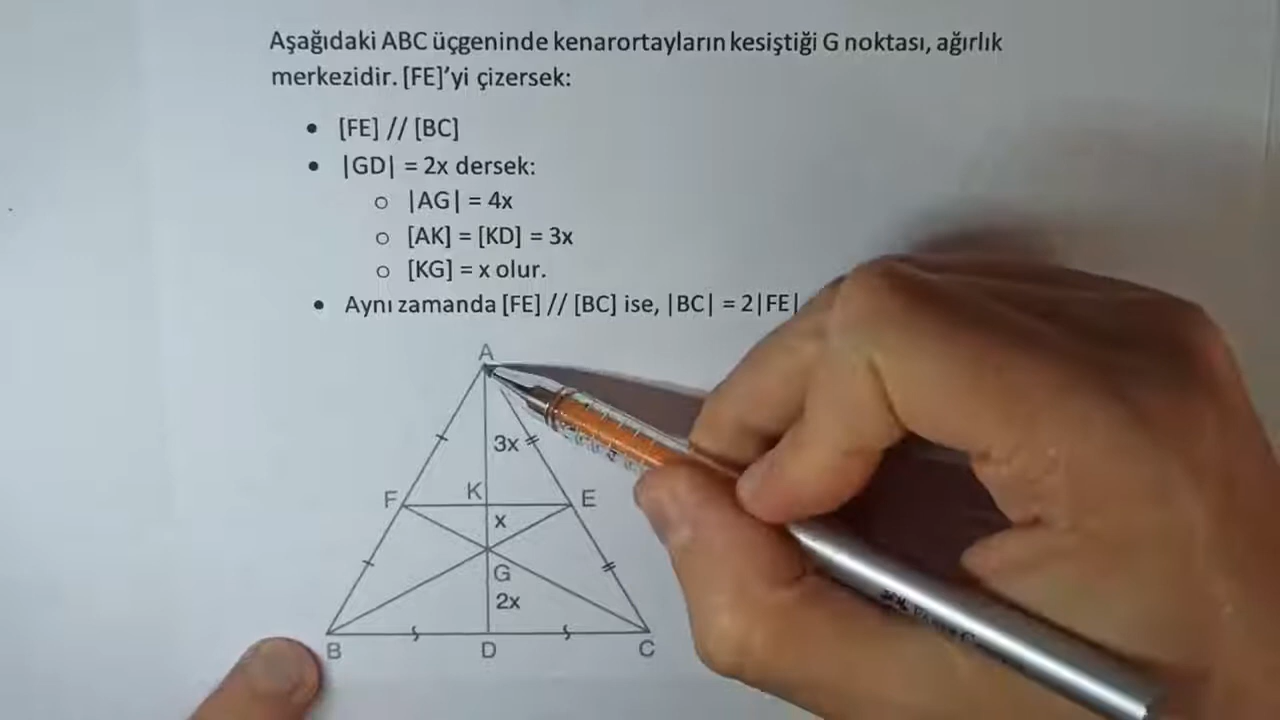 Aşağıdaki ABC üçgeninde kenarortayların kesiştiği G noktası, ağırlık
merkezidir. [FE]'yi çizersek:
• [FE] // [BC]
• |GD| = 2x dersek:
o |AG| = 4x
o [AK] = [KD] = 3x
o [KG] = x olur.
• Aynı zamanda [FE] // [BC] ise, |BC| = 2|FE|
A
3x
F K E
x
G
2x
B D C